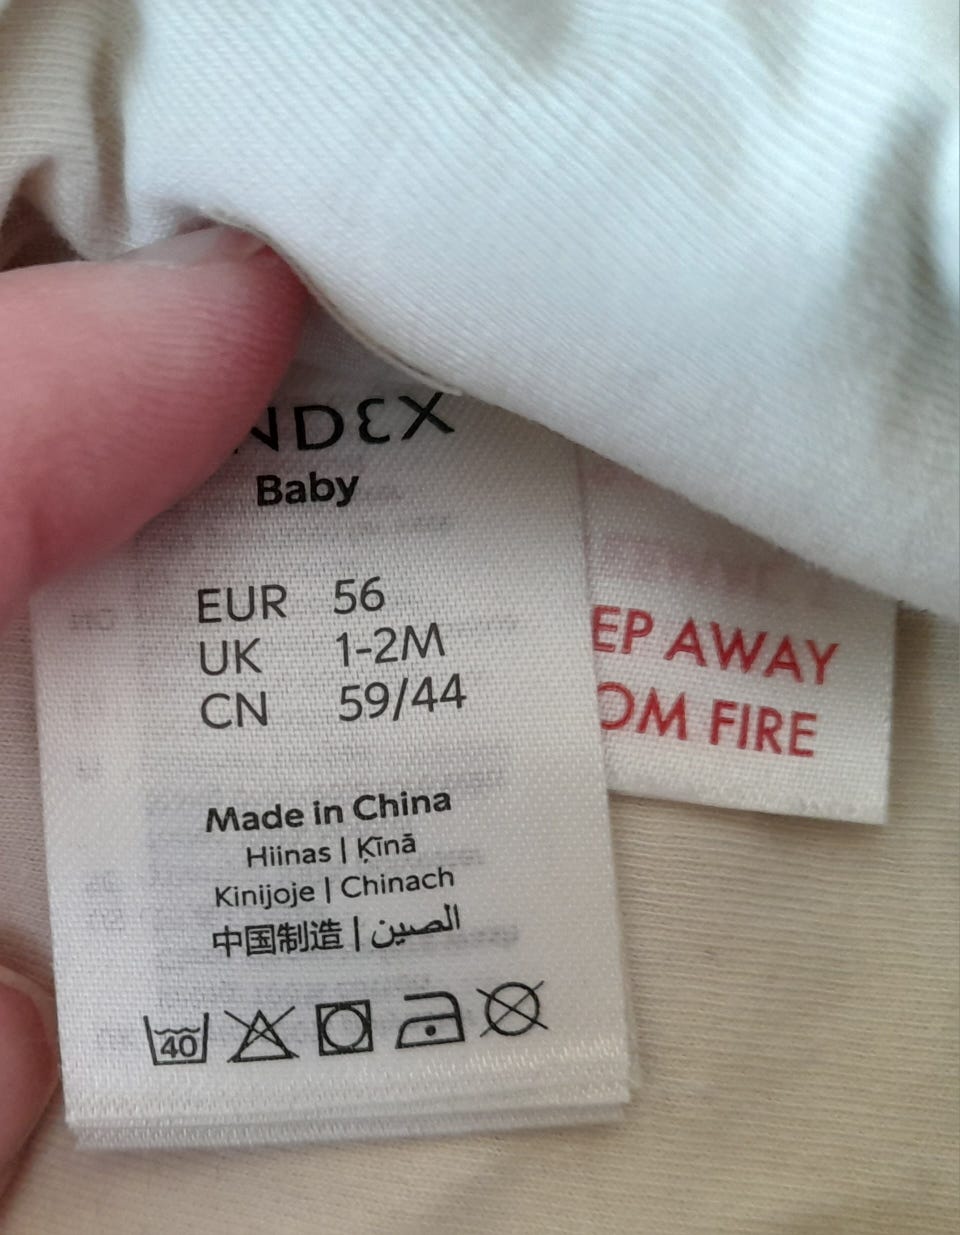 NDEX
Baby
EUR 56
UK 1-2M
CN 59/44
Made in China
Hiinas | Ķīnā
Kinijoje | Chinach
中国制造 | الصين
40
EP AWAY
OM FIRE